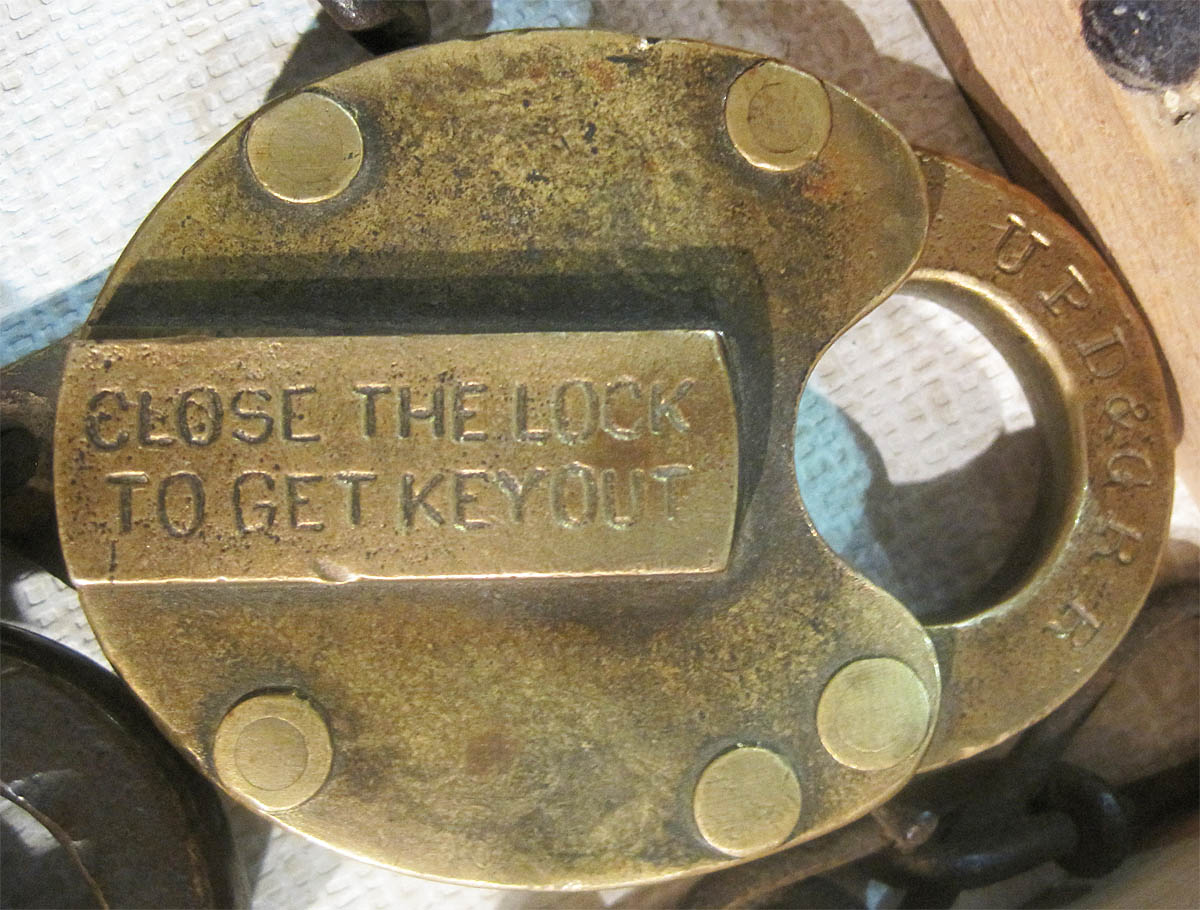 CLOSE THE LOCK
TO GET KEY OUT
U P D & G R R